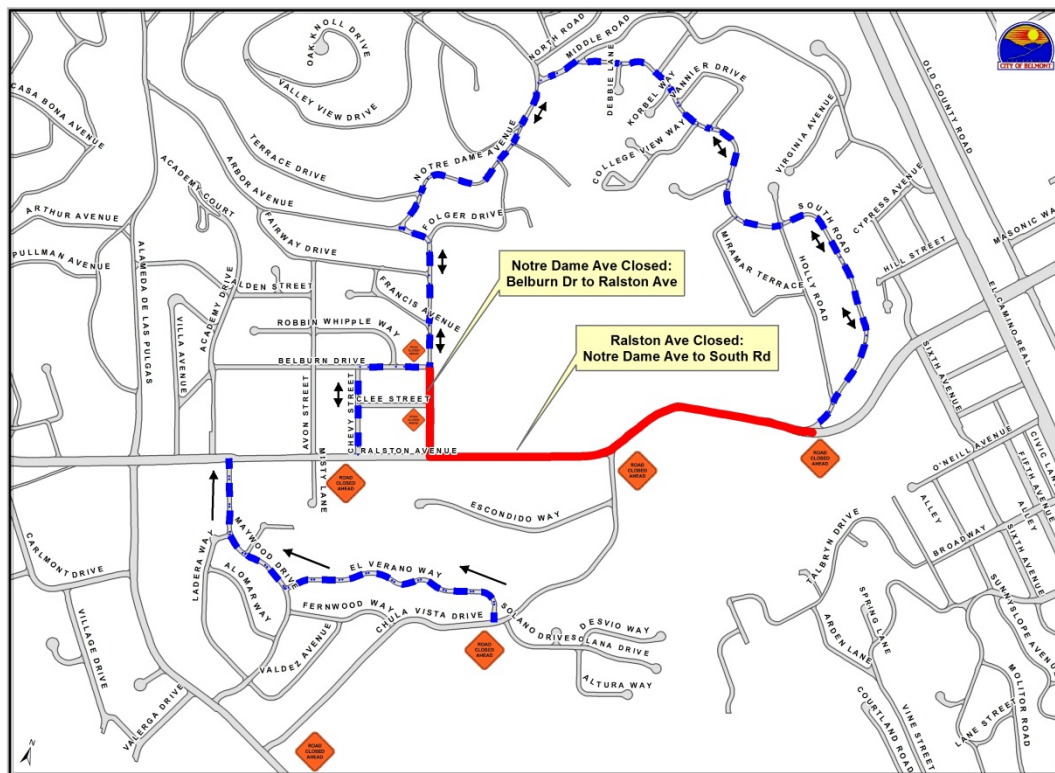 OAK KNOLL DRIVE
VALLEY VIEW DRIVE
NORTH ROAD
MIDDLE ROAD
DEBBIE LANE
KORBEL WAY
VANNIER DRIVE
COLLEGE VIEW WAY
VIRGINIA AVENUE
OLD COUNTY ROAD
CITY OF BELMONT
CASA BONA AVENUE
TERRACE DRIVE
NOTRE DAME AVENUE
ARBOR AVENUE
ACADEMY COURT
ARTHUR AVENUE
FAIRWAY DRIVE
FOLGER DRIVE
SOUTH ROAD
CYPRESS AVENUE
MASONIC WA
HILL STREET
PULLMAN AVENUE
ALAMEDA DE LAS PULGAS
ALDEN STREET
FRANCIS AVENUE
MIRAMAR TERRACE
HOLLY ROAD
EL CAMINO REAL
Notre Dame Ave Closed:
Belburn Dr to Ralston Ave
VILLA AVENUE
ACADEMY DRIVE
ROBBIN WHIPPLE WAY
Ralston Ave Closed:
Notre Dame Ave to South Rd
BELBURN DRIVE
AVON STREET
CHEVY STREET
CLEE STREET
SIXTH AVENUE
RALSTON AVENUE
MISTY LANE
O'NEILL AVENUE
CIVIC LAN
FIFTH AVENUE
ROAD
CLOSED
AHEAD
ROAD
CLOSED
AHEAD
ROAD
CLOSED
AHEAD
ALLEY
ALLEY
BROADWAY
SIXTH AVENUE
ESCONDIDO WAY
CARLMONT DRIVE
LADERA WA
MAYWOOD DRIVE
ALOMAR WAY
EL VERANO WAY
FERNWOOD WAY
CHULA VISTA DRIVE
SOLANO DRIVE
DESVIO WAY
SOLANA DRIVE
ALTURA WAY
TALBRYN DRIVE
SPRING LANE
ARDEN LANE
SUNNYSLOPE AVENUE
VILLAGE DRIVE
VALDEZ AVENUE
ROAD
CLOSED
AHEAD
VALERGA DRIVE
COURTLAND ROAD
VINE STREET
LANE STREET
MOLITOR ROAD
ROAD
CLOSED
AHEAD
N